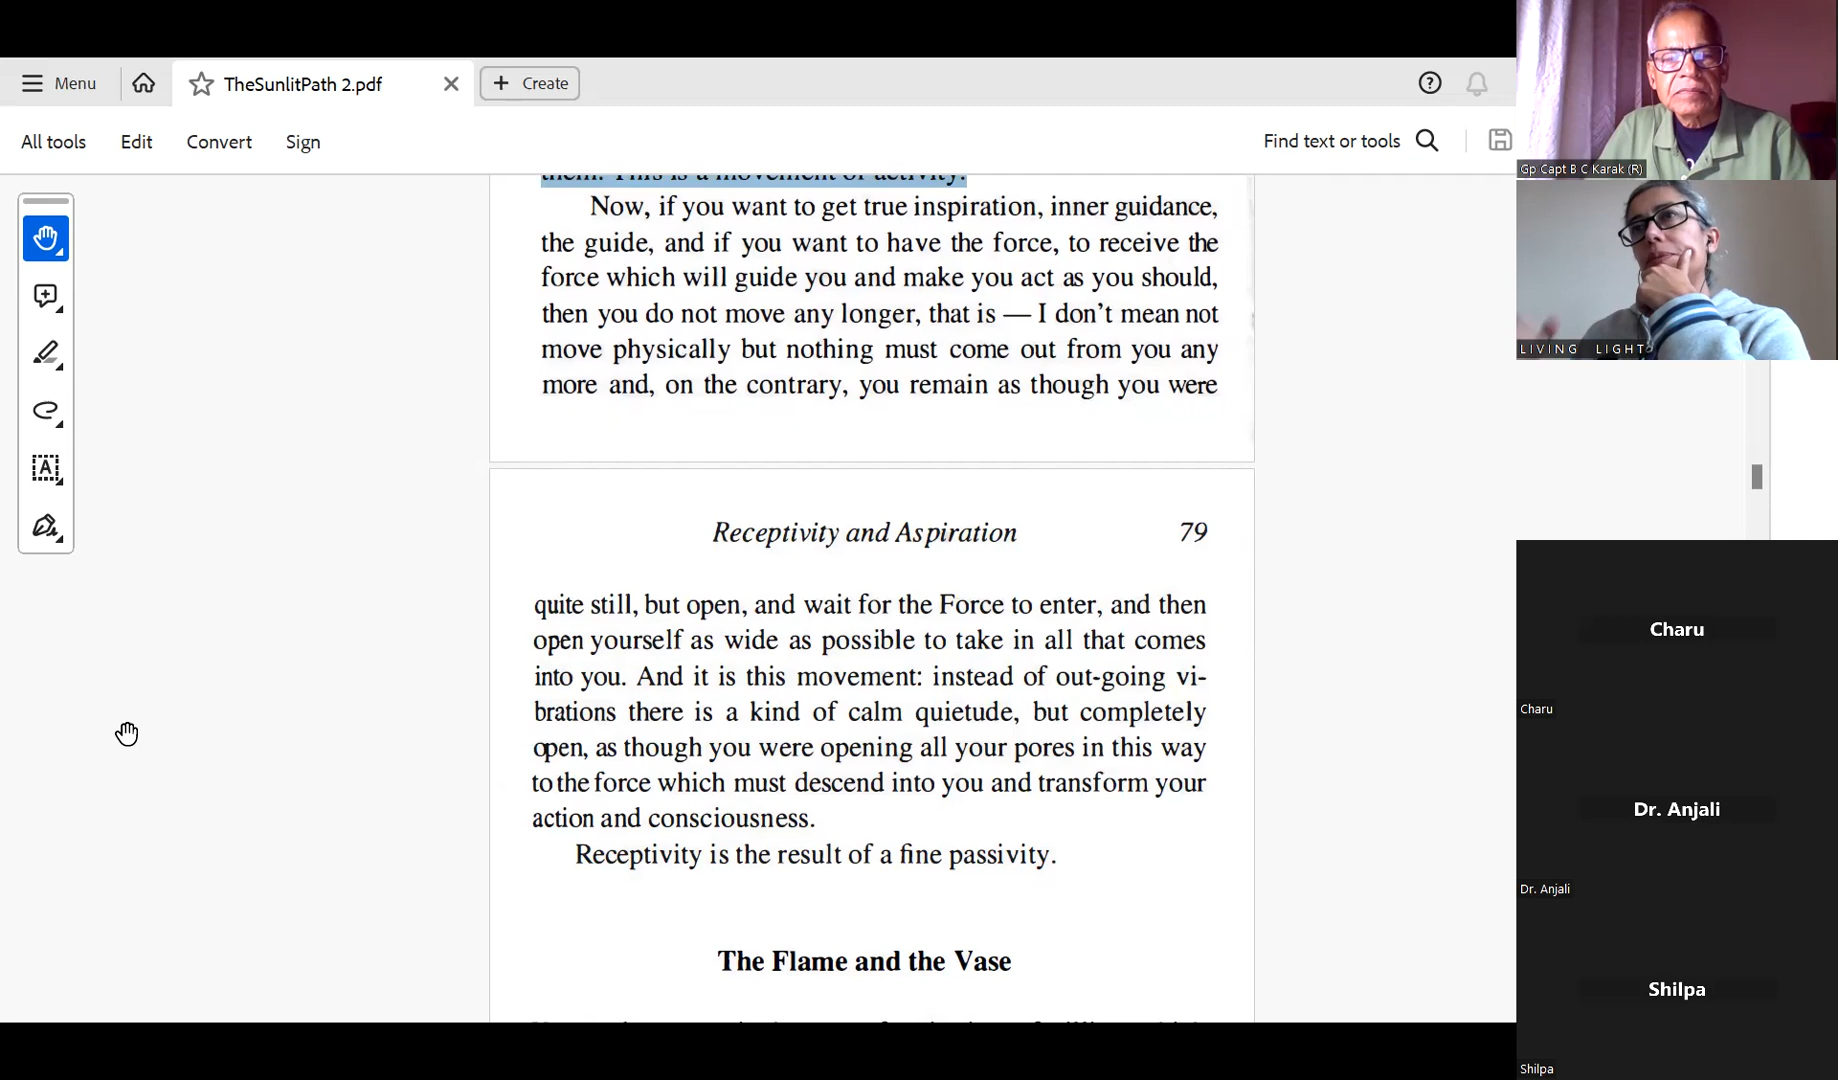 Menu
TheSunlitPath 2.pdf
Create
All tools
Edit
Convert
Sign
Find text or tools
them. This is a movement of activity.
Now, if you want to get true inspiration, inner guidance,
the guide, and if you want to have the force, to receive the
force which will guide you and make you act as you should,
then you do not move any longer, that is — I don't mean not
move physically but nothing must come out from you any
more and, on the contrary, you remain as though you were
Receptivity and Aspiration 79
quite still, but open, and wait for the Force to enter, and then
open yourself as wide as possible to take in all that comes
into you. And it is this movement: instead of out-going vi-
brations there is a kind of calm quietude, but completely
open, as though you were opening all your pores in this way
to the force which must descend into you and transform your
action and consciousness.
Receptivity is the result of a fine passivity.
The Flame and the Vase
Gp Capt B C Karak (R)
LIVING LIGHT
Charu
Charu
Dr. Anjali
Dr. Anjali
Shilpa
Shilpa